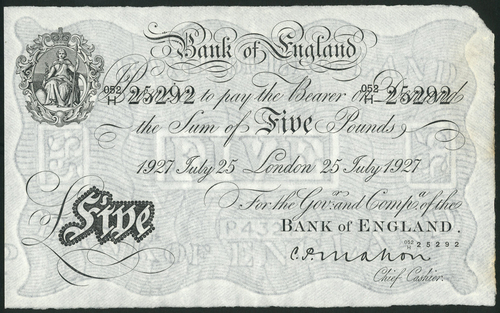 Bank of England
052/H 25292 to pay the Bearer on Demand 052/H 25292
the Sum of Five Pounds
1927 July 25 London 25 July 1927
For the Govr. and Compa. of the
BANK OF ENGLAND.
052/H 25292
£Five
C.P. Mahon
Chief Cashier.